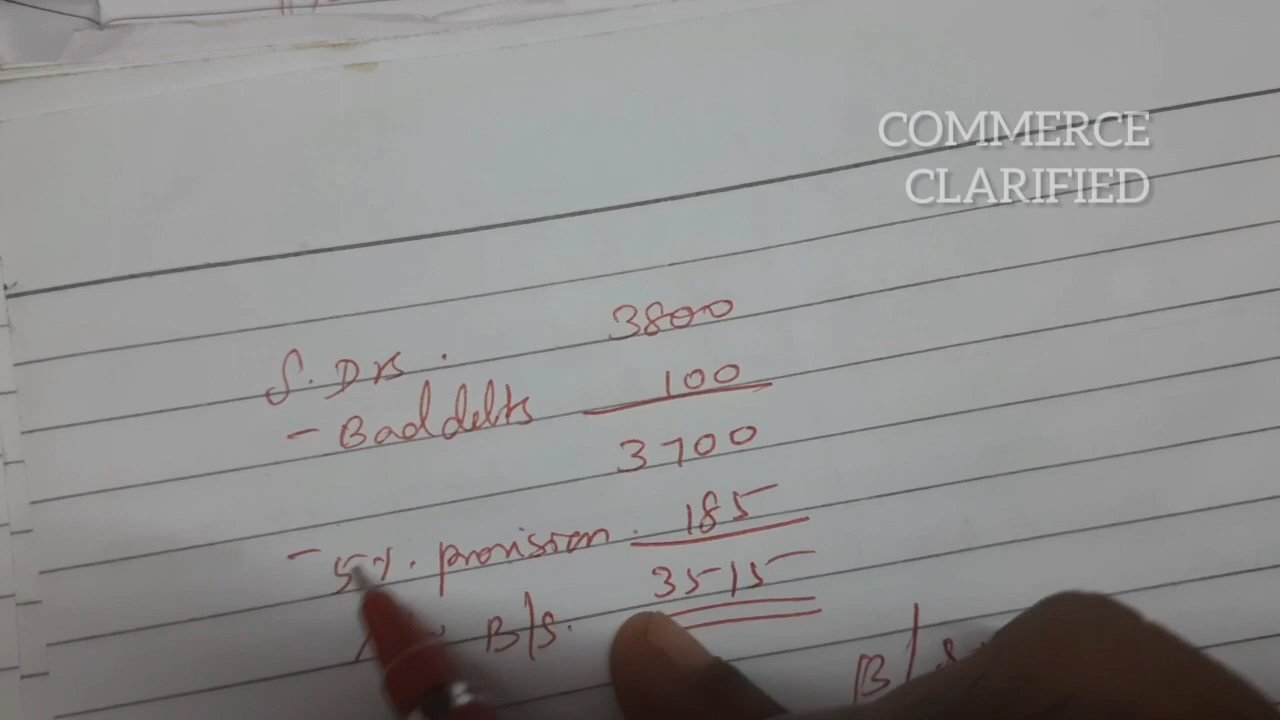 COMMERCE
CLARIFIED
S. Drs. 3800
- Bad debts 100
3700
- 5%. provision. 185
3515
B/S.
B/S